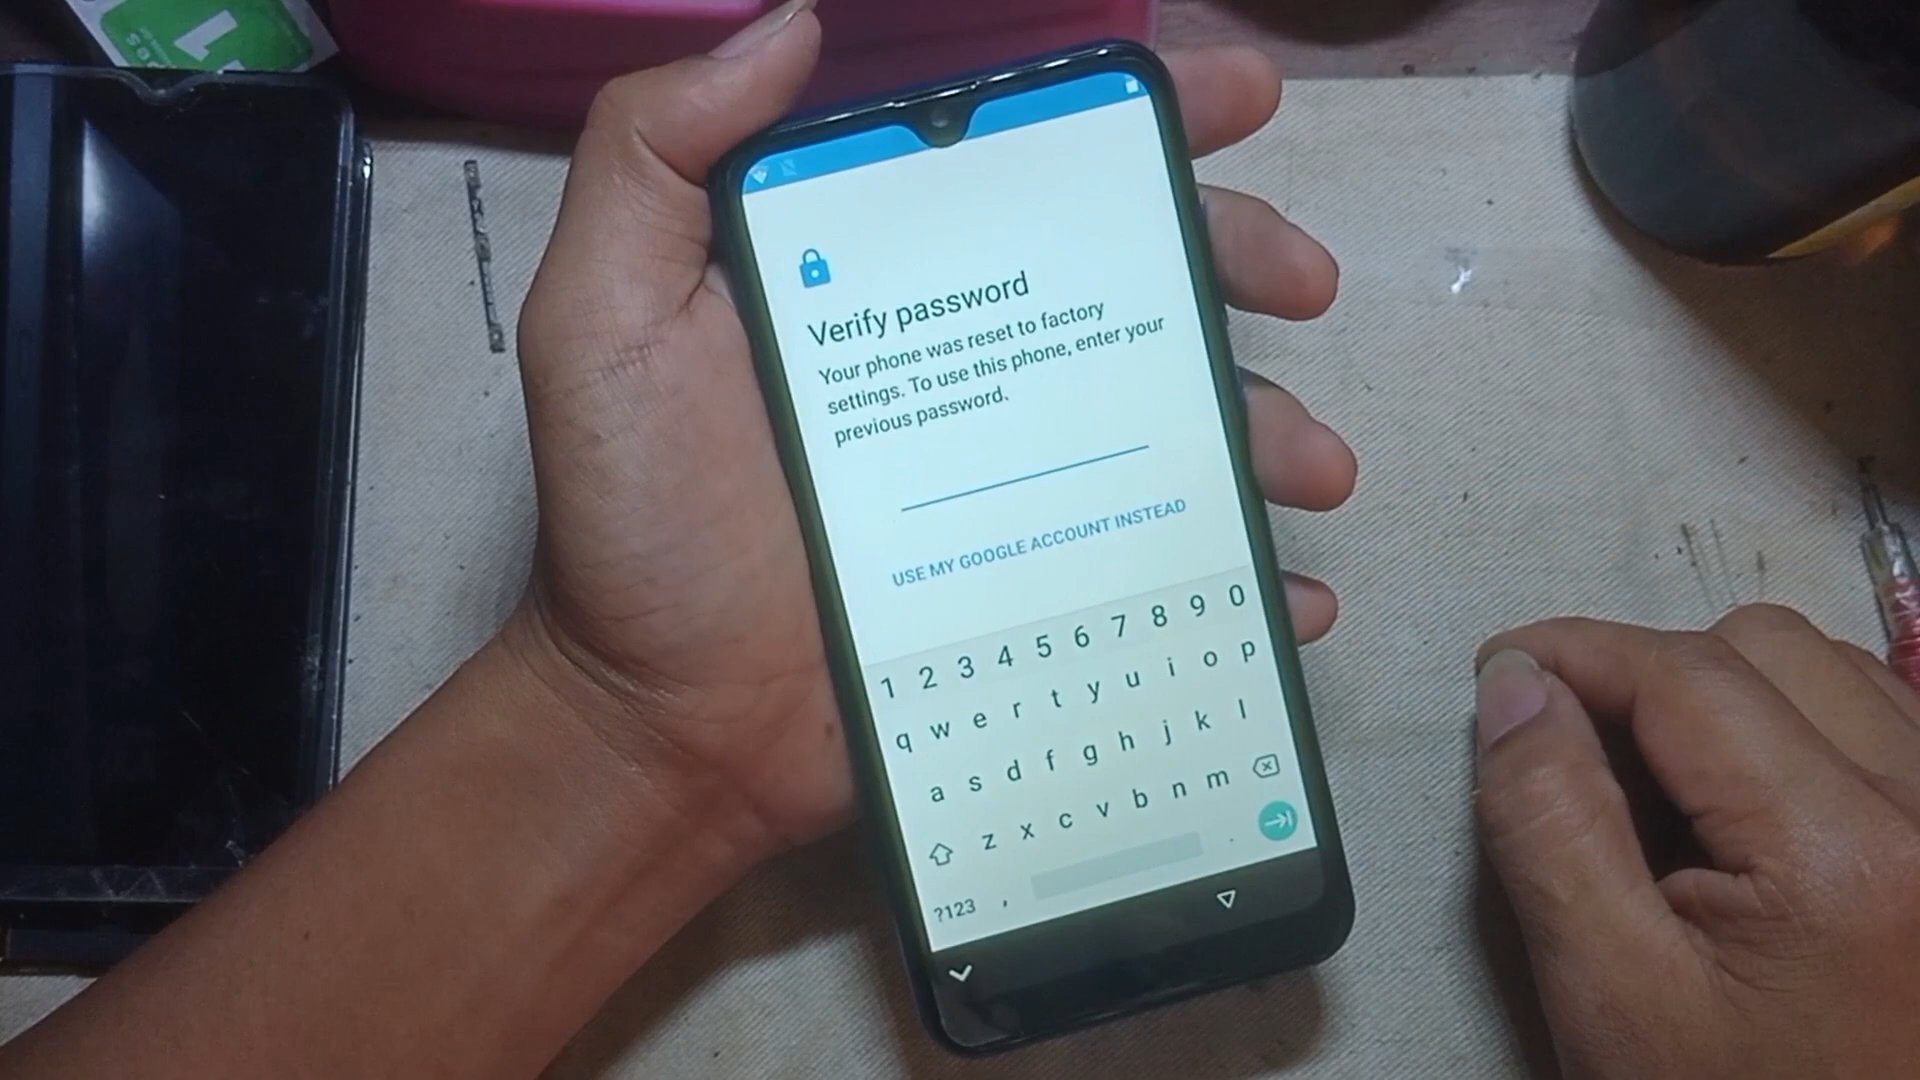 Verify password
Your phone was reset to factory
settings. To use this phone, enter your
previous password.
USE MY GOOGLE ACCOUNT INSTEAD
1 2 3 4 5 6 7 8 9 0
q w e r t y u i o p
a s d f g h j k l
z x c v b n m
?123 , .
1